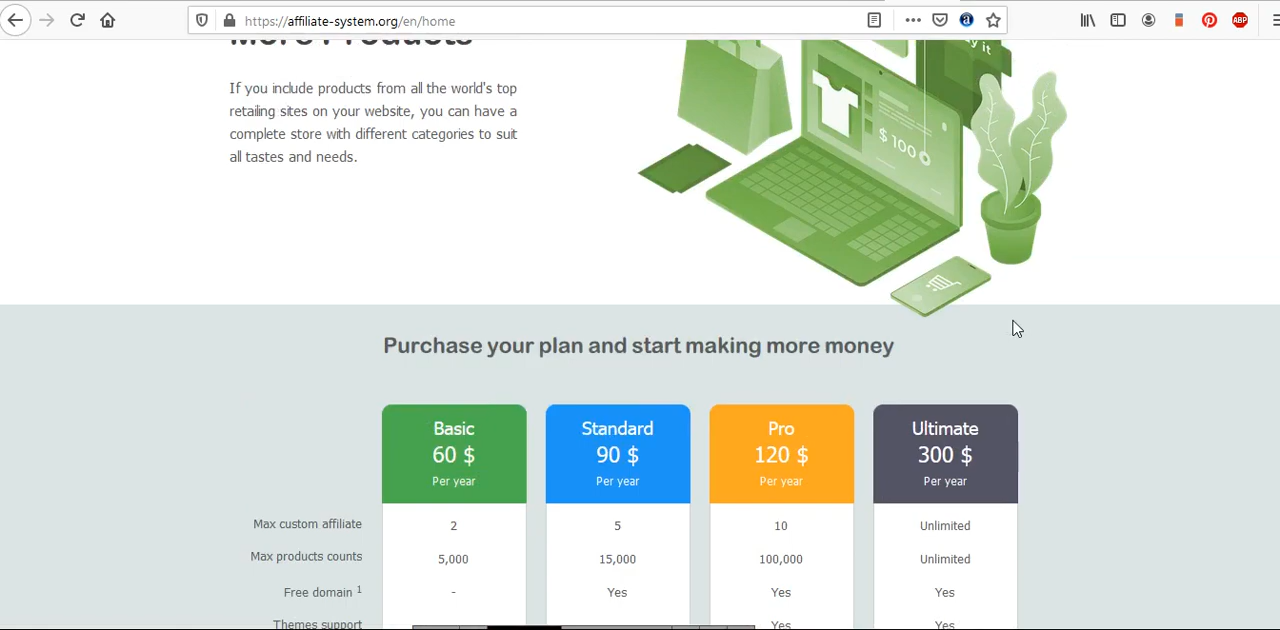 https://affiliate-system.org/en/home
More Products
If you include products from all the world's top
retailing sites on your website, you can have a
complete store with different categories to suit
all tastes and needs.
y it
$ 100
Purchase your plan and start making more money
Basic Standard Pro Ultimate
60 $ 90 $ 120 $ 300 $
Per year Per year Per year Per year
Max custom affiliate 2 5 10 Unlimited
Max products counts 5,000 15,000 100,000 Unlimited
Free domain 1 - Yes Yes Yes
Themes support Yes Yes